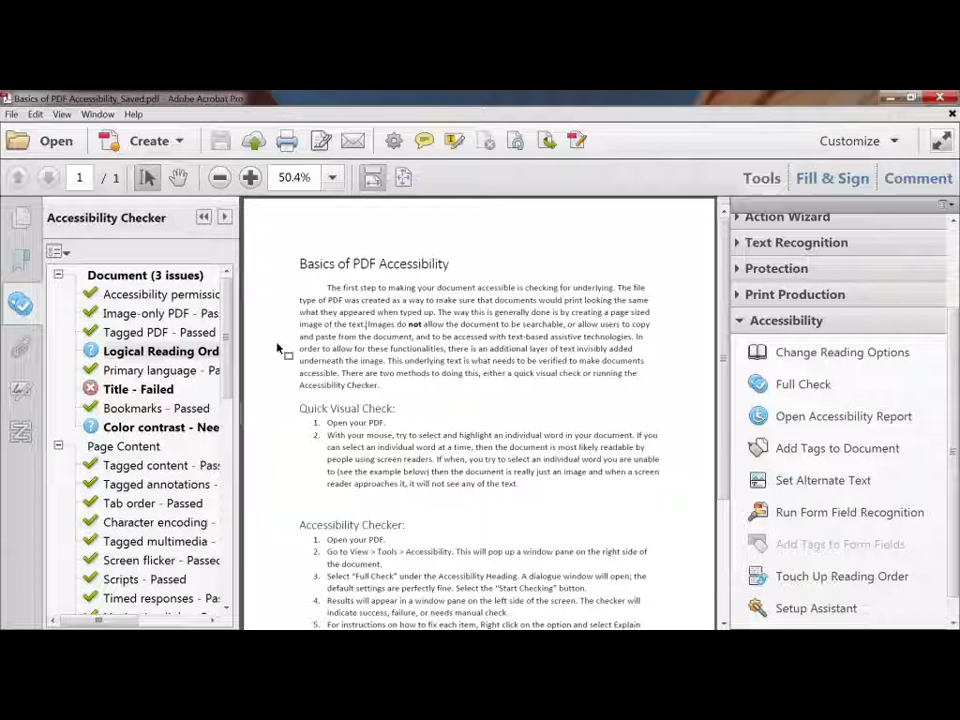 Basics of PDF Accessibility_Saved.pdf - Adobe Acrobat Pro
File Edit View Window Help
Open Create Customize
1 / 1 50.4% Tools Fill & Sign Comment
Accessibility Checker
Document (3 issues)
Accessibility permissio
Image-only PDF - Pas
Tagged PDF - Passed
Logical Reading Ord
Primary language -
Title - Failed
Bookmarks - Passed
Color contrast - Nee
Page Content
Tagged content - Pas
Tagged annotations -
Tab order - Passed
Character encoding -
Tagged multimedia -
Screen flicker - Passed
Scripts - Passed
Timed responses -
Basics of PDF Accessibility
The first step to making your document accessible is checking for underlying. The file
type of PDF was created as a way to make sure that documents would print looking the same
what they appeared when typed up. The way this is generally done is by creating a page sized
image of the text. Images do not allow the document to be searchable, or allow users to copy
and paste from the document, and to be accessed with text-based assistive technologies. In
order to allow for these functionalities, there is an additional layer of text invisibly added
underneath the image. This underlying text is what needs to be verified to make documents
accessible. There are two methods to doing this, either a quick visual check or running the
Accessibility Checker.
Quick Visual Check:
1. Open your PDF.
2. With your mouse, try to select and highlight an individual word in your document. If you
can select an individual word at a time, then the document is most likely readable by
people using screen readers. If when, you try to select an individual word you are unable
to (see the example below) then the document is really just an image and when a screen
reader approaches it, it will not see any of the text.
Accessibility Checker:
1. Open your PDF.
2. Go to View > Tools > Accessibility. This will pop up a window pane on the right side of
the document.
3. Select "Full Check" under the Accessibility Heading. A dialogue window will open; the
default settings are perfectly fine. Select the "Start Checking" button.
4. Results will appear in a window pane on the left side of the screen. The checker will
indicate success, failure, or needs manual check.
5. For instructions on how to fix each item, Right click on the option and select Explain
Action Wizard
Text Recognition
Protection
Print Production
Accessibility
Change Reading Options
Full Check
Open Accessibility Report
Add Tags to Document
Set Alternate Text
Run Form Field Recognition
Add Tags to Form Fields
Touch Up Reading Order
Setup Assistant